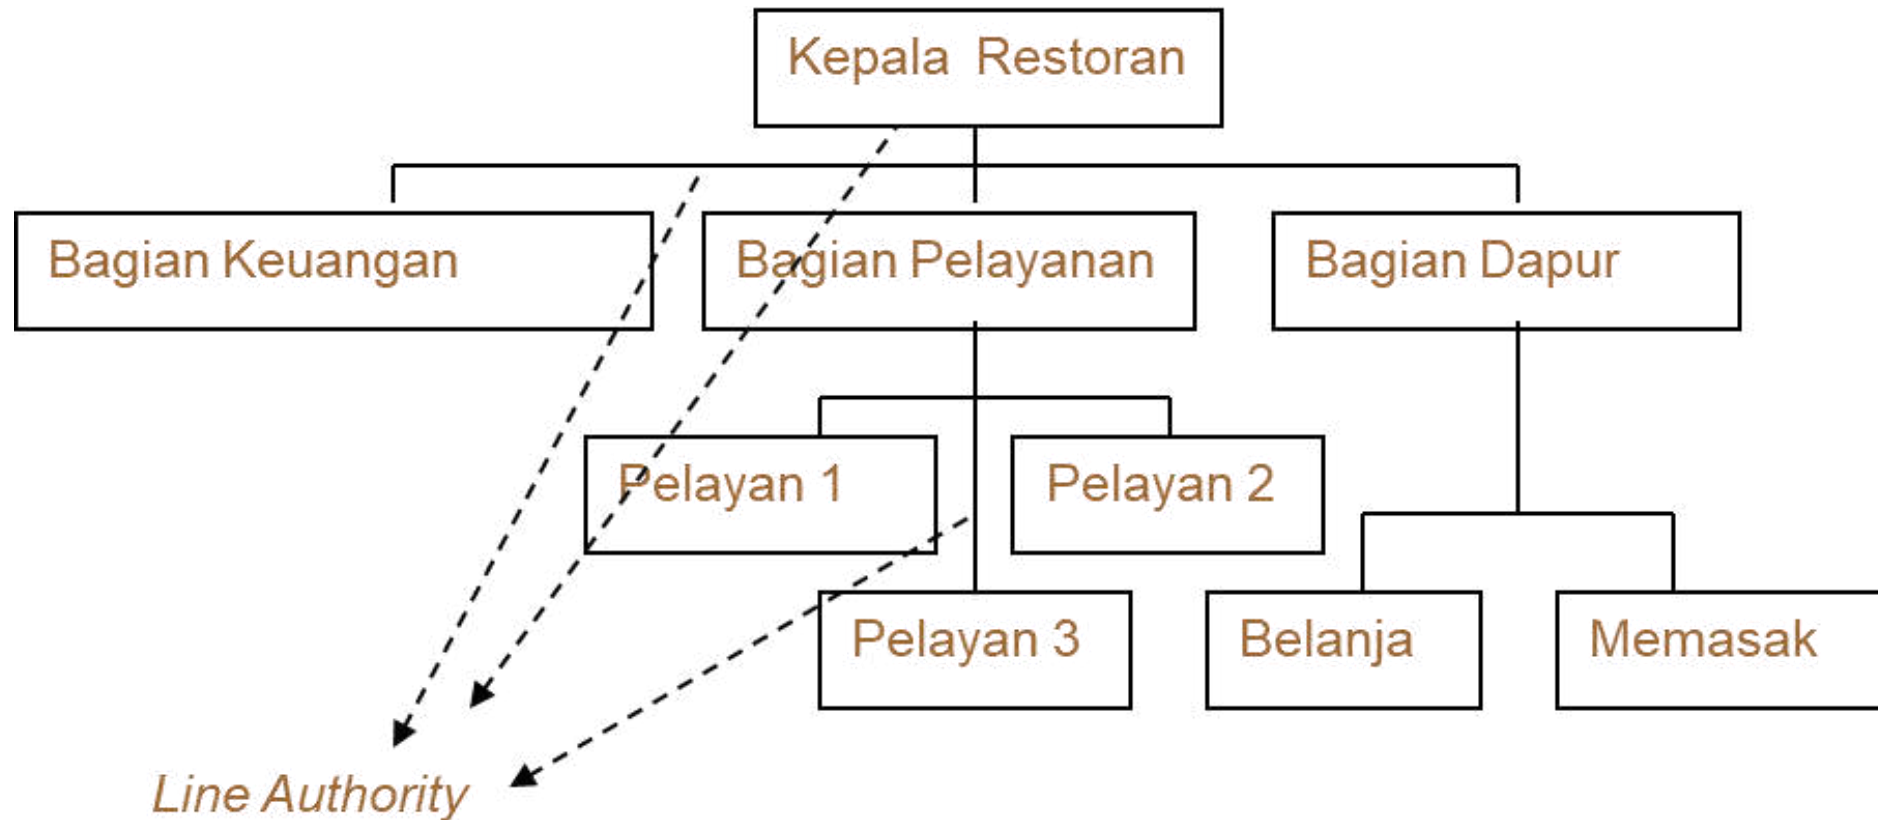 Kepala Restoran
Bagian Keuangan
Bagian Pelayanan
Bagian Dapur
Pelayan 1
Pelayan 2
Pelayan 3
Belanja
Memasak
Line Authority